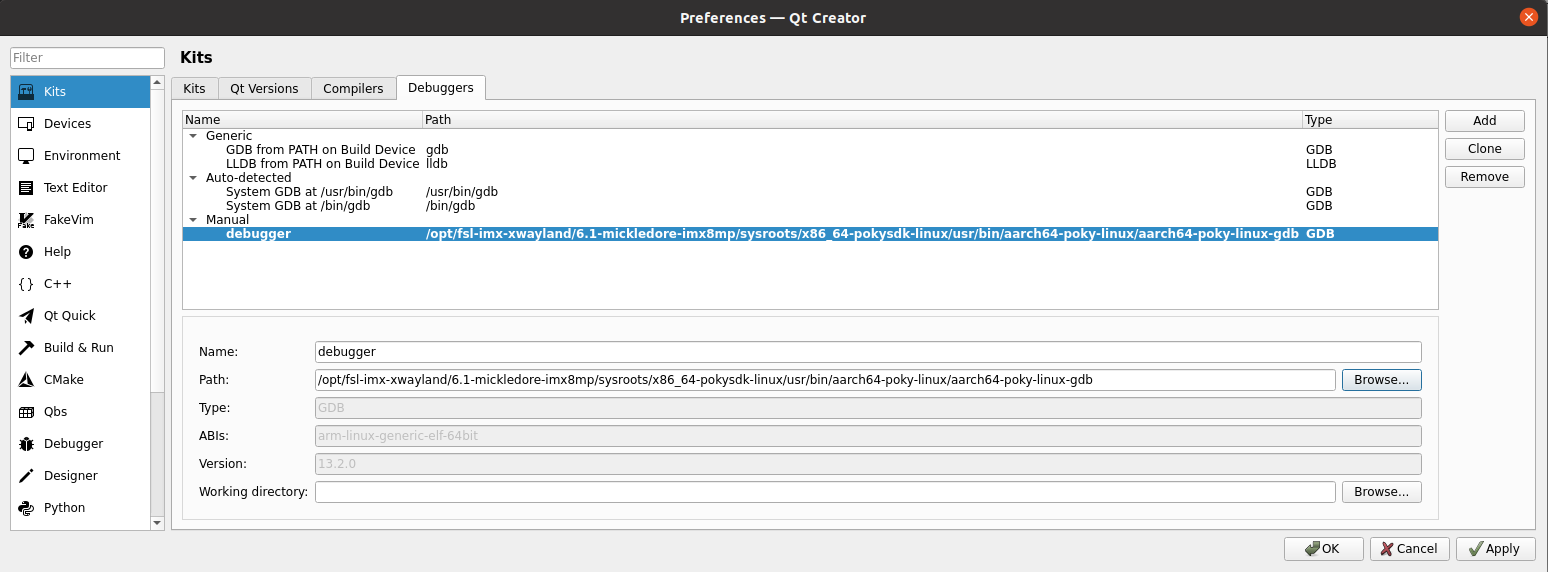 Preferences — Qt Creator
Filter
Kits
Devices
Environment
Text Editor
FakeVim
Help
C++
Qt Quick
Build & Run
CMake
Qbs
Debugger
Designer
Python
Kits
Kits Qt Versions Compilers Debuggers
Name Path Type
Generic
GDB from PATH on Build Device gdb GDB
LLDB from PATH on Build Device lldb LLDB
Auto-detected
System GDB at /usr/bin/gdb /usr/bin/gdb GDB
System GDB at /bin/gdb /bin/gdb GDB
Manual
debugger /opt/fsl-imx-xwayland/6.1-mickledore-imx8mp/sysroots/x86_64-pokysdk-linux/usr/bin/aarch64-poky-linux/aarch64-poky-linux-gdb GDB
Add
Clone
Remove
Name: debugger
Path: /opt/fsl-imx-xwayland/6.1-mickledore-imx8mp/sysroots/x86_64-pokysdk-linux/usr/bin/aarch64-poky-linux/aarch64-poky-linux-gdb Browse...
Type: GDB
ABIs: arm-linux-generic-elf-64bit
Version: 13.2.0
Working directory: Browse...
OK Cancel Apply